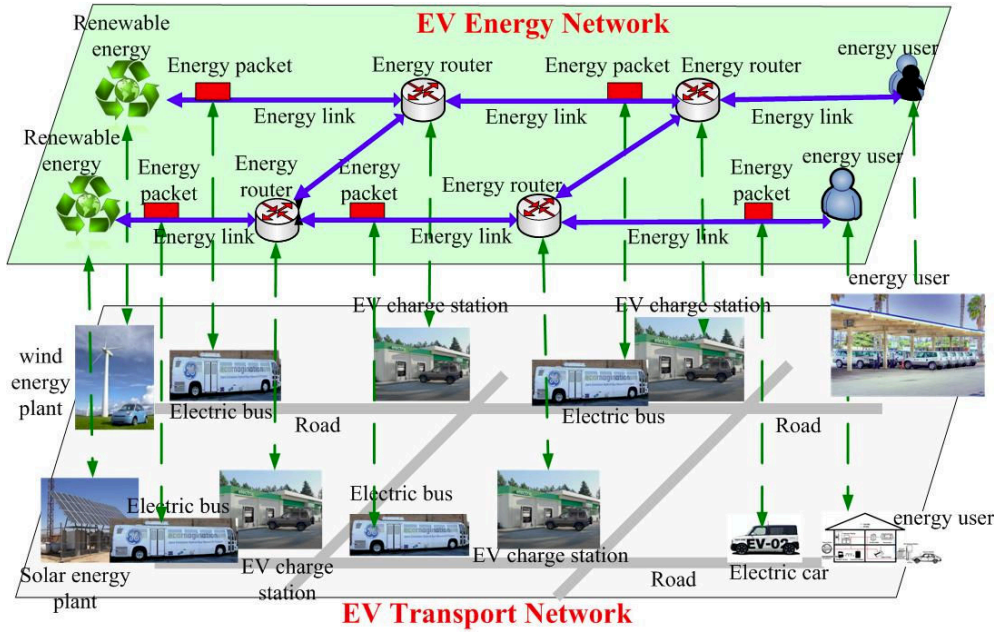 EV Energy Network
Renewable
energy
Energy packet
Energy router
Energy packet
Energy router
energy user
Energy link
Energy link
Energy link
Renewable
energy
Energy
packet
Energy
router
Energy
packet
Energy router
Energy
packet
energy user
Energy link
Energy link
Energy link
energy user
EV charge station
EV charge station
wind
energy
plant
Electric bus
Electric bus
Road
Road
Electric bus
Electric bus
EV charge station
EV-02
energy user
Solar energy
plant
EV charge
station
Road
Electric car
EV Transport Network